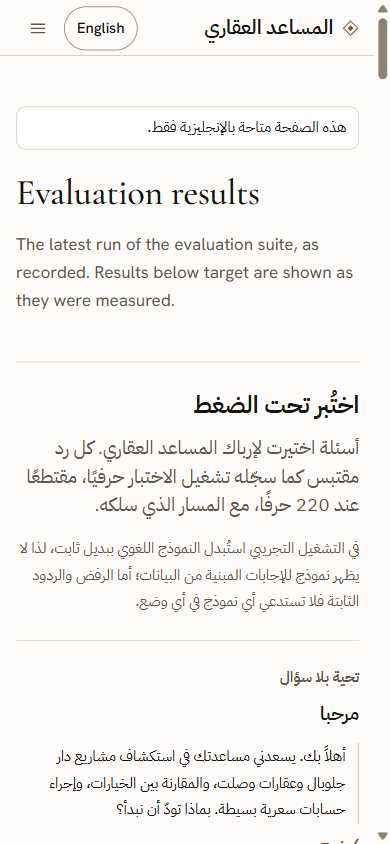 المساعد العقاري
English
هذه الصفحة متاحة بالإنجليزية فقط.
Evaluation results
The latest run of the evaluation suite, as
recorded. Results below target are shown as
they were measured.
اختُبر تحت الضغط
أسئلة اختيرت لإرباك المساعد العقاري. كل رد
مقتبس كما سجّله تشغيل الاختبار حرفيًا، مقتطعًا
عند 220 حرفًا، مع المسار الذي سلكه.
في التشغيل التجريبي استُبدل النموذج اللغوي ببديل ثابت، لذا لا
يظهر نموذج للإجابات المبنية من البيانات؛ أما الرفض والردود
الثابتة فلا تستدعي أي نموذج في أي وضع.
تحية بلا سؤال
مرحبا
أهلاً بك. يسعدني مساعدتك في استكشاف مشاريع دار
جلوبال وعقارات وصلت، والمقارنة بين الخيارات، وإجراء
حسابات سعرية بسيطة. بماذا تودّ أن نبدأ؟